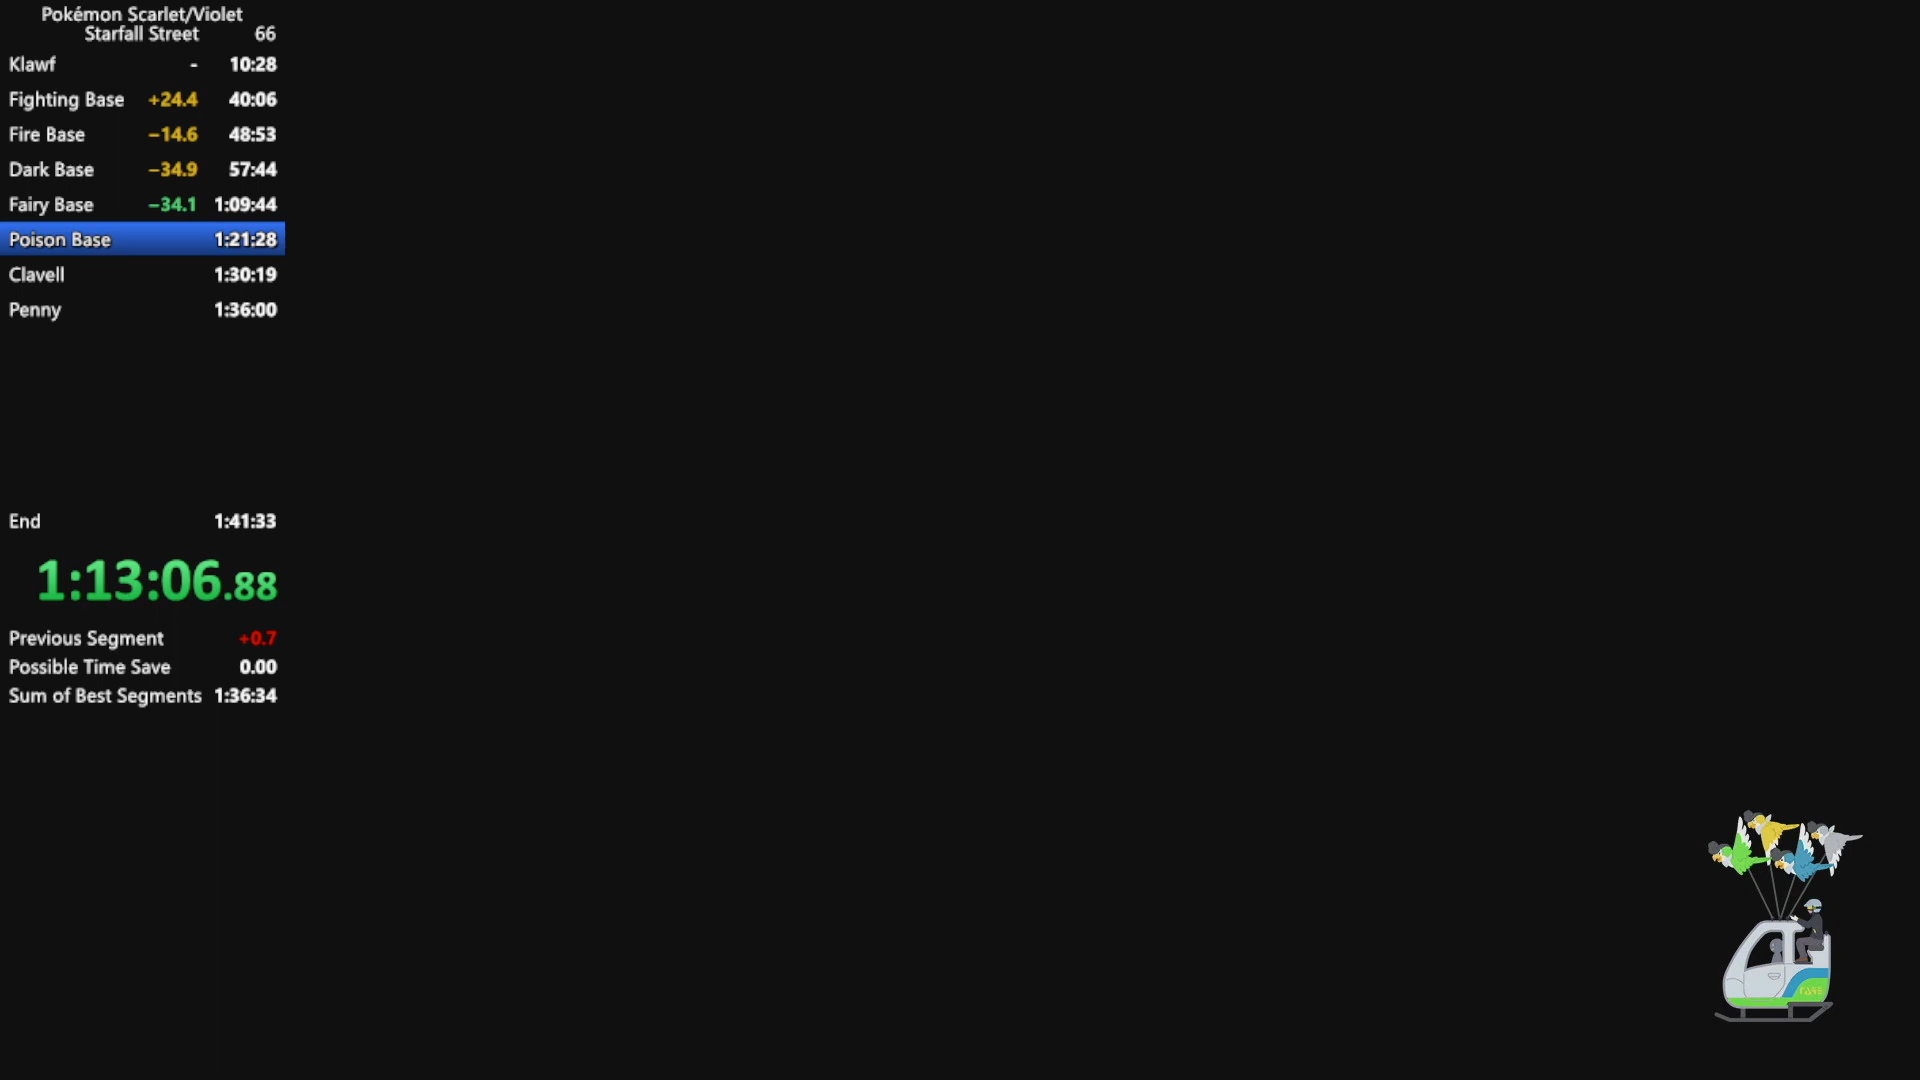 Pokémon Scarlet/Violet
Starfall Street 66
Klawf - 10:28
Fighting Base +24.4 40:06
Fire Base −14.6 48:53
Dark Base −34.9 57:44
Fairy Base −34.1 1:09:44
Poison Base 1:21:28
Clavell 1:30:19
Penny 1:36:00
End 1:41:33
1:13:06.88
Previous Segment +0.7
Possible Time Save 0.00
Sum of Best Segments 1:36:34